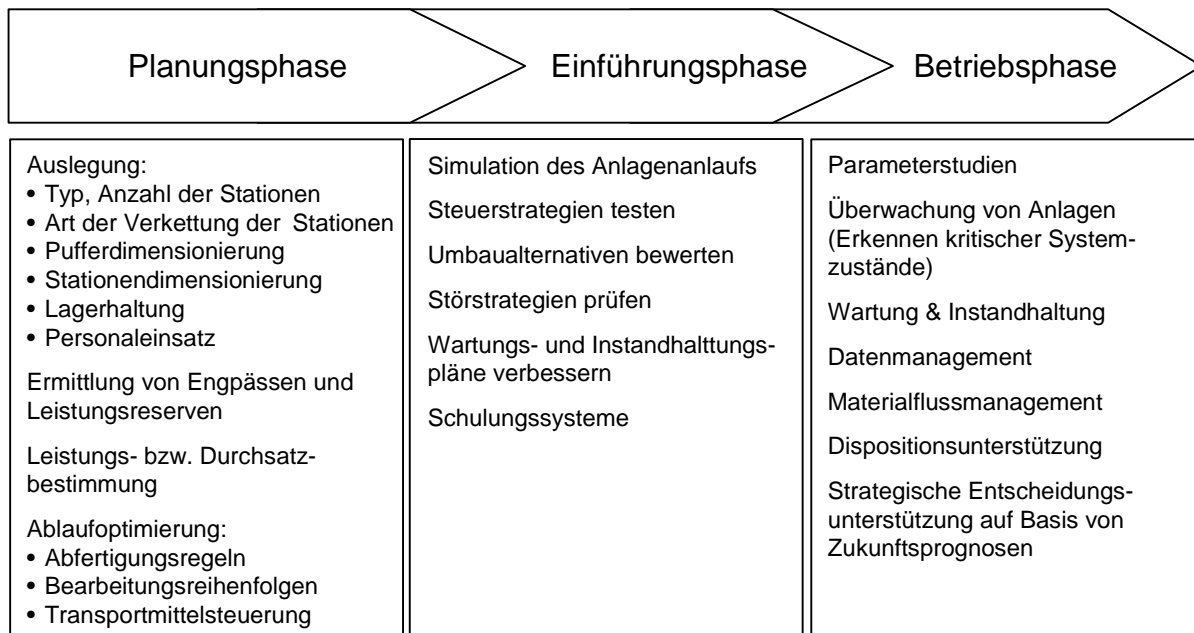 Planungsphase
Einführungsphase
Betriebsphase
Auslegung:
• Typ, Anzahl der Stationen
• Art der Verkettung der Stationen
• Pufferdimensionierung
• Stationendimensionierung
• Lagerhaltung
• Personaleinsatz
Ermittlung von Engpässen und
Leistungsreserven
Leistungs- bzw. Durchsatz-
bestimmung
Ablaufoptimierung:
• Abfertigungsregeln
• Bearbeitungsreihenfolgen
• Transportmittelsteuerung
Simulation des Anlagenanlaufs
Steuerstrategien testen
Umbaualternativen bewerten
Störstrategien prüfen
Wartungs- und Instandhalttungs-
pläne verbessern
Schulungssysteme
Parameterstudien
Überwachung von Anlagen
(Erkennen kritischer System-
zustände)
Wartung & Instandhaltung
Datenmanagement
Materialflussmanagement
Dispositionsunterstützung
Strategische Entscheidungs-
unterstützung auf Basis von
Zukunftsprognosen